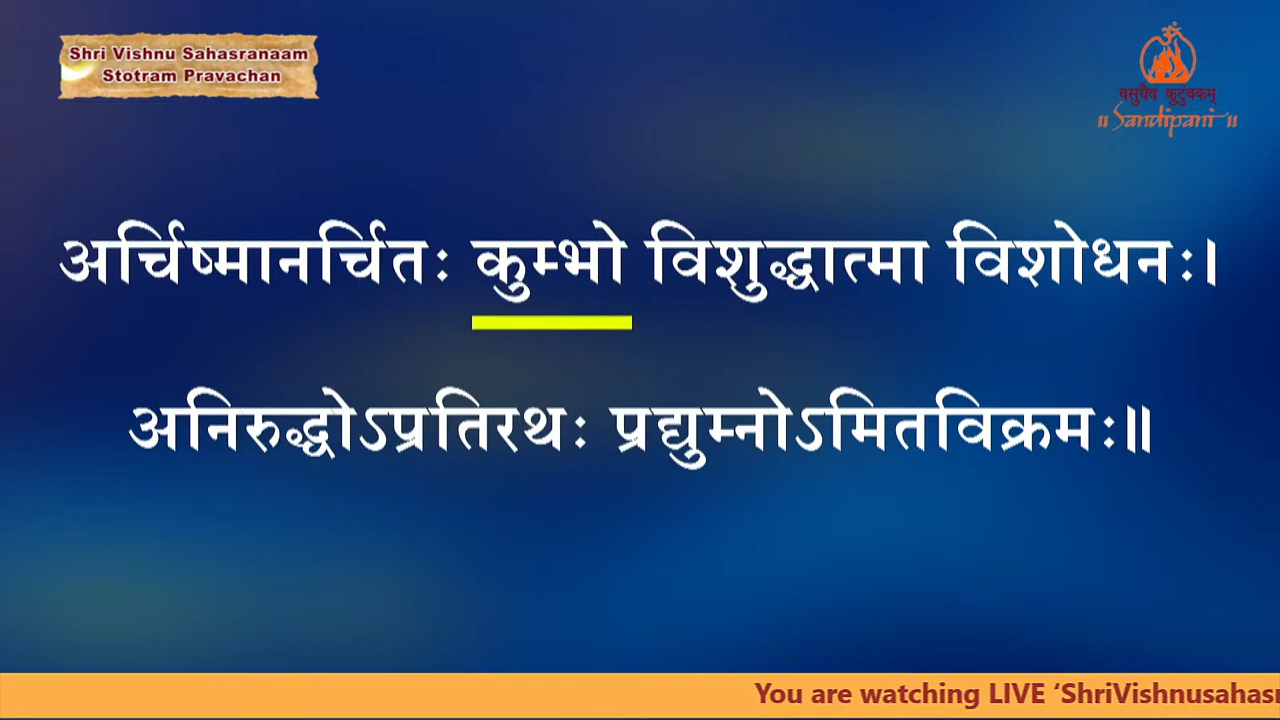 Shri Vishnu Sahasranaam
Stotram Pravachan
ॐ
वसुधैव कुटुंबकम्
॥ Sandipani ॥
अर्चिष्मानर्चितः कुम्भो विशुद्धात्मा विशोधनः।
अनिरुद्धोऽप्रतिरथः प्रद्युम्नोऽमितविक्रमः॥
You are watching LIVE ‘ShriVishnusahas